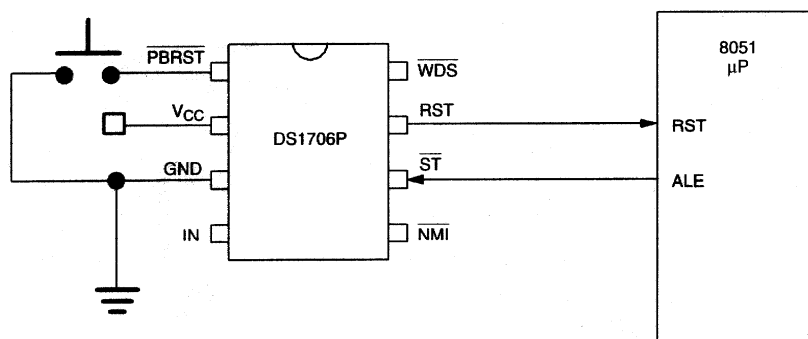 8051
µP
PBRST
WDS
VCC
DS1706P
RST
RST
GND
ST
ALE
IN
NMI